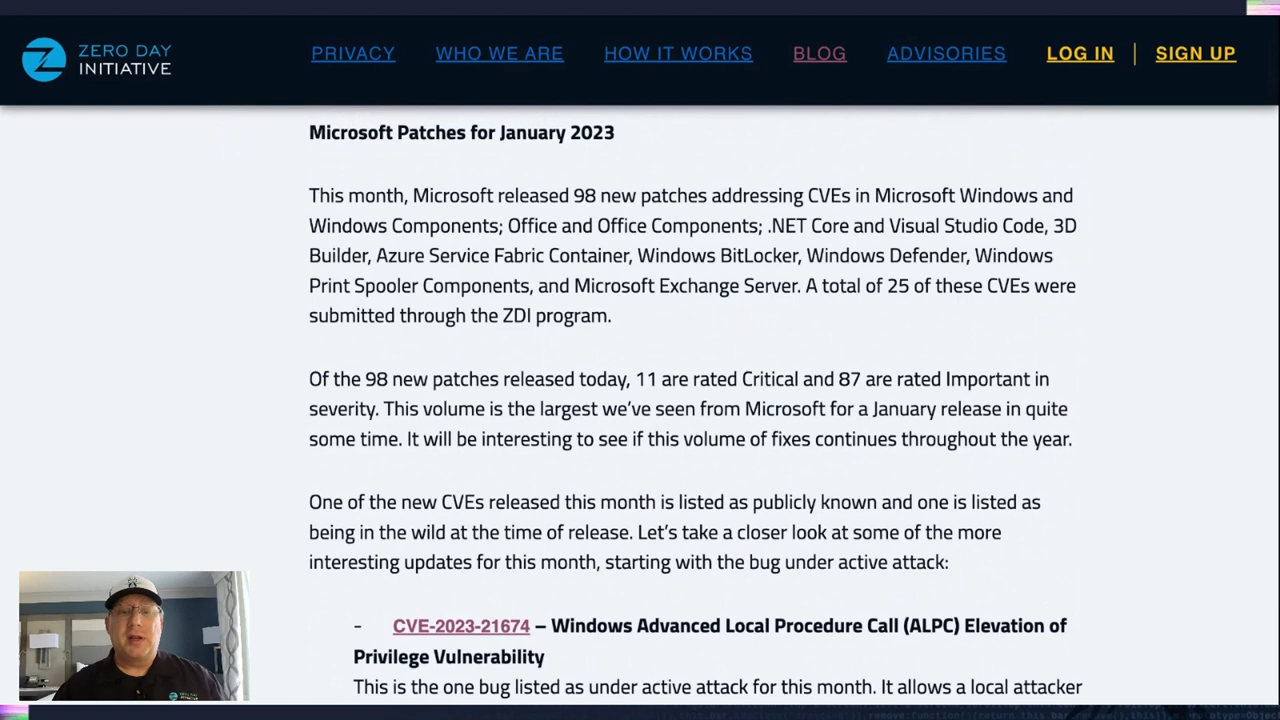 ZERO DAY
INITIATIVE
PRIVACY WHO WE ARE HOW IT WORKS BLOG ADVISORIES LOG IN | SIGN UP
Microsoft Patches for January 2023
This month, Microsoft released 98 new patches addressing CVEs in Microsoft Windows and
Windows Components; Office and Office Components; .NET Core and Visual Studio Code, 3D
Builder, Azure Service Fabric Container, Windows BitLocker, Windows Defender, Windows
Print Spooler Components, and Microsoft Exchange Server. A total of 25 of these CVEs were
submitted through the ZDI program.
Of the 98 new patches released today, 11 are rated Critical and 87 are rated Important in
severity. This volume is the largest we’ve seen from Microsoft for a January release in quite
some time. It will be interesting to see if this volume of fixes continues throughout the year.
One of the new CVEs released this month is listed as publicly known and one is listed as
being in the wild at the time of release. Let’s take a closer look at some of the more
interesting updates for this month, starting with the bug under active attack:
- CVE-2023-21674 – Windows Advanced Local Procedure Call (ALPC) Elevation of
Privilege Vulnerability
This is the one bug listed as under active attack for this month. It allows a local attacker